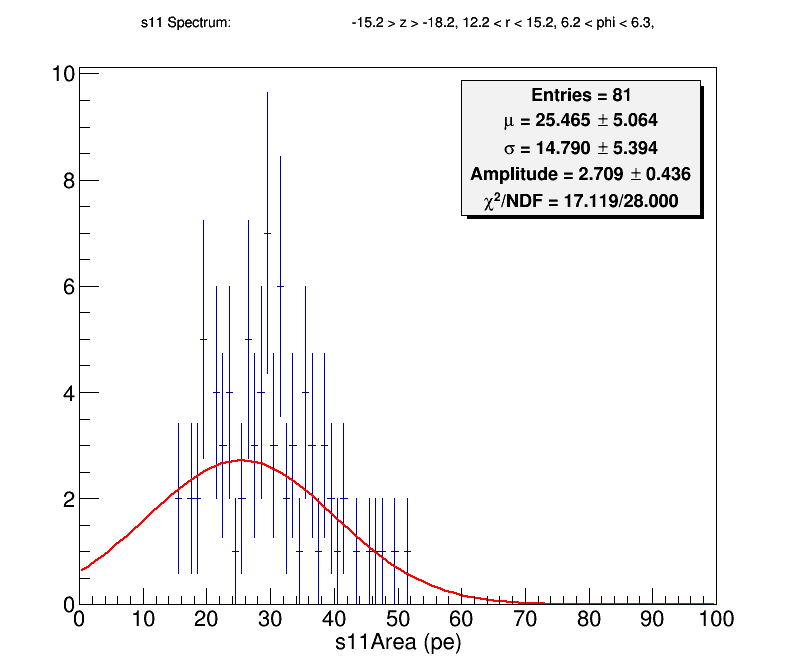 s11 Spectrum: -15.2 > z > -18.2, 12.2 < r < 15.2, 6.2 < phi < 6.3,
Entries = 81
μ = 25.465 ± 5.064
σ = 14.790 ± 5.394
Amplitude = 2.709 ± 0.436
χ²/NDF = 17.119/28.000
10
8
6
4
2
0
0 10 20 30 40 50 60 70 80 90 100
s11Area (pe)